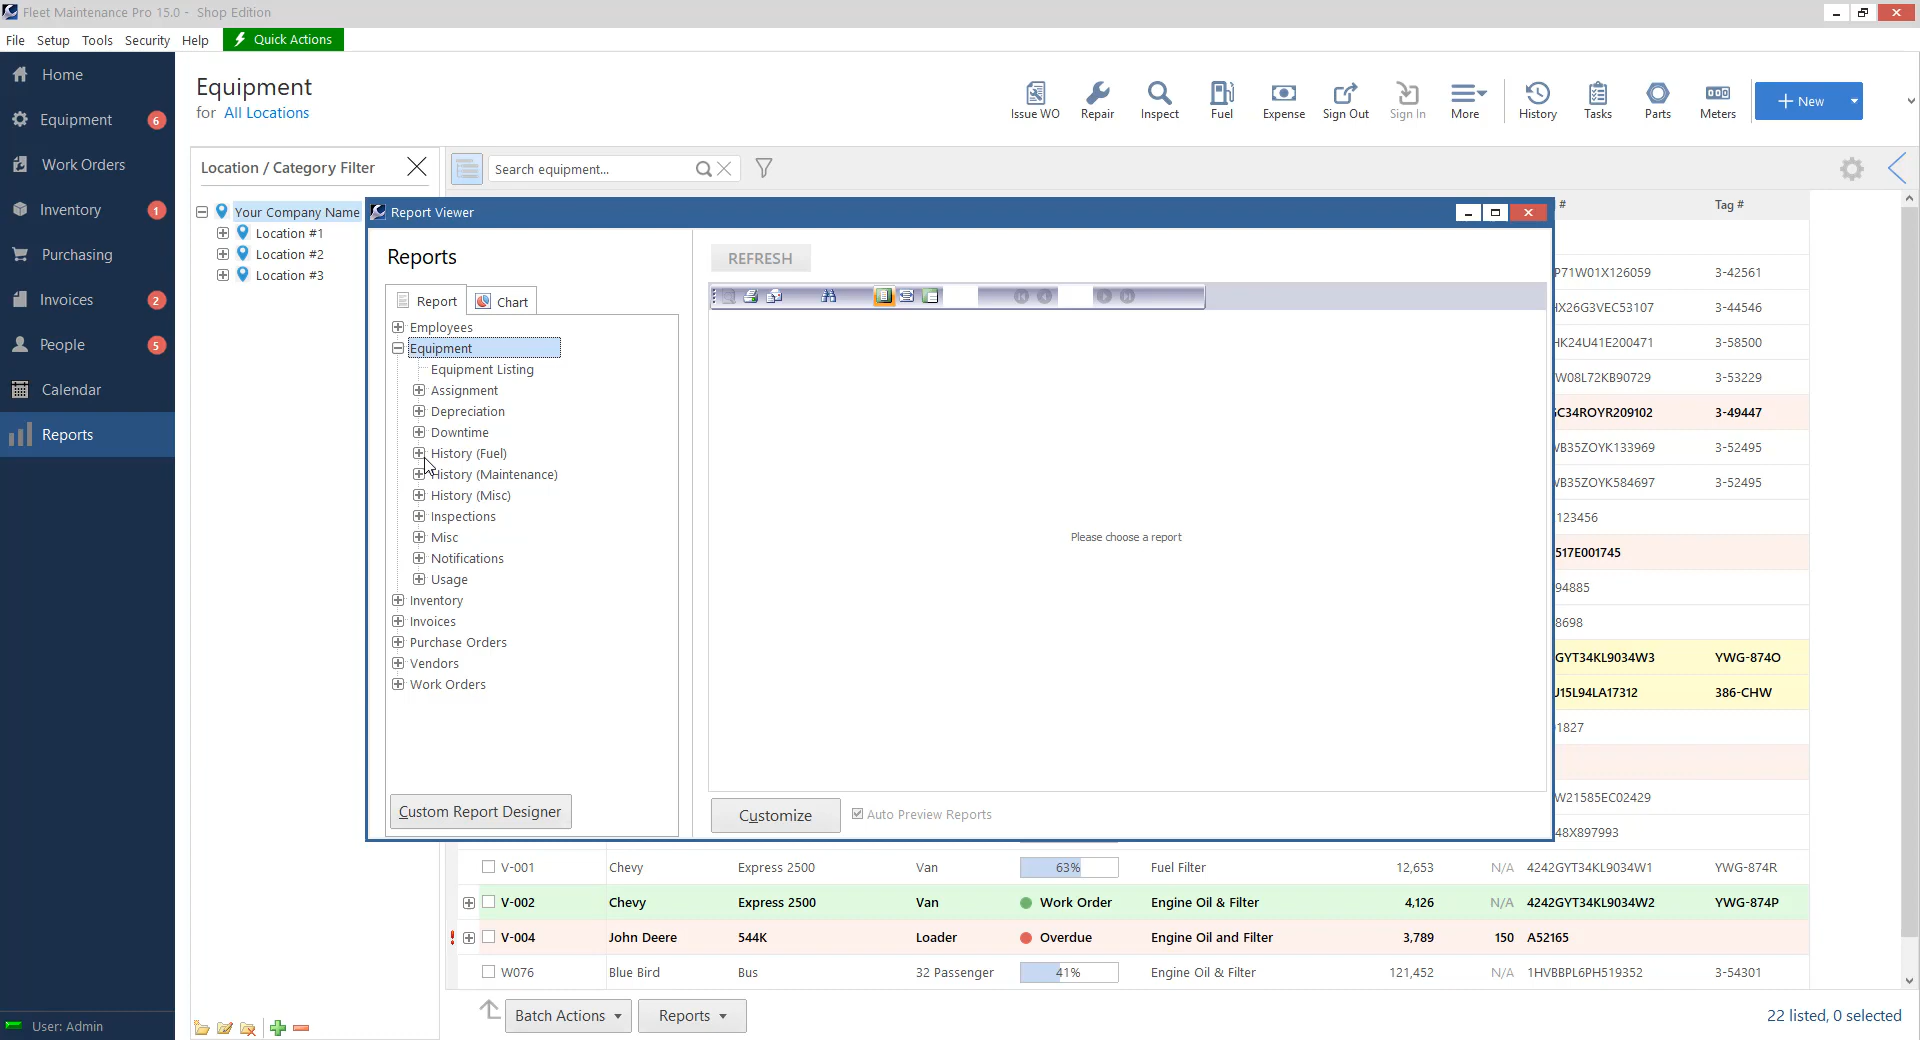 Fleet Maintenance Pro 15.0 -  Shop Edition
File  Setup  Tools  Security  Help  Quick Actions
Home
Equipment 6
Work Orders
Inventory 1
Purchasing
Invoices 2
People 5
Calendar
Reports
User: Admin
Equipment
for All Locations
Issue WO  Repair  Inspect  Fuel  Expense  Sign Out  Sign In  More  History  Tasks  Parts  Meters  New
Location / Category Filter
Search equipment...
Your Company Name
Location #1
Location #2
Location #3
Report Viewer
Reports
Report  Chart
Employees
Equipment
Equipment Listing
Assignment
Depreciation
Downtime
History (Fuel)
History (Maintenance)
History (Misc)
Inspections
Misc
Notifications
Usage
Inventory
Invoices
Purchase Orders
Vendors
Work Orders
Custom Report Designer
REFRESH
Please choose a report
Customize  Auto Preview Reports
#  Tag #
P71W01X126059  3-42561
X26G3VEC53107  3-44546
HK24U41E200471  3-58500
W08L72KB90729  3-53229
GC34ROYR209102  3-49447
VB35ZOYK133969  3-52495
VB35ZOYK584697  3-52495
123456
517E001745
94885
8698
GYT34KL9034W3  YWG-874O
J15L94LA17312  386-CHW
1827
W21585EC02429
48X897993
V-001  Chevy  Express 2500  Van  63%  Fuel Filter  12,653  N/A  4242GYT34KL9034W1  YWG-874R
V-002  Chevy  Express 2500  Van  Work Order  Engine Oil & Filter  4,126  N/A  4242GYT34KL9034W2  YWG-874P
! V-004  John Deere  544K  Loader  Overdue  Engine Oil and Filter  3,789  150  A52165
W076  Blue Bird  Bus  32 Passenger  41%  Engine Oil & Filter  121,452  N/A  1HVBBPL6PH519352  3-54301
Batch Actions  Reports  22 listed, 0 selected